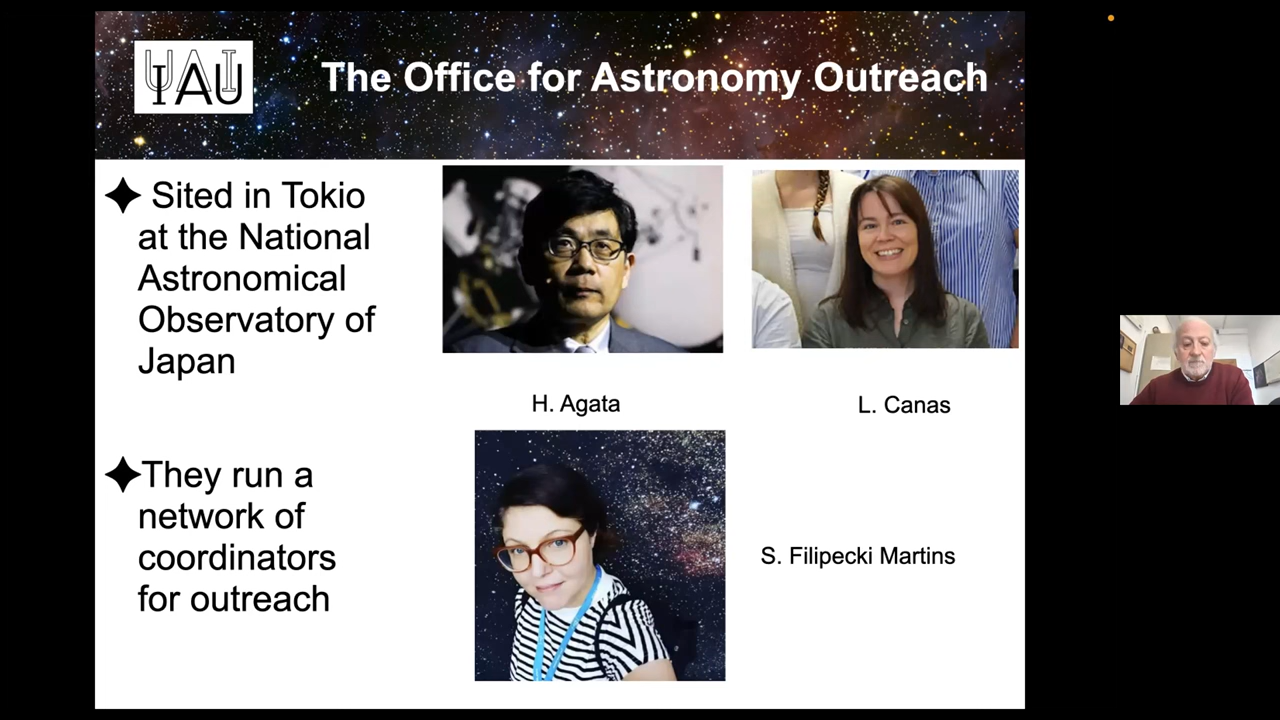 IAU
The Office for Astronomy Outreach
Sited in Tokio
at the National
Astronomical
Observatory of
Japan
H. Agata
L. Canas
They run a
network of
coordinators
for outreach
S. Filipecki Martins